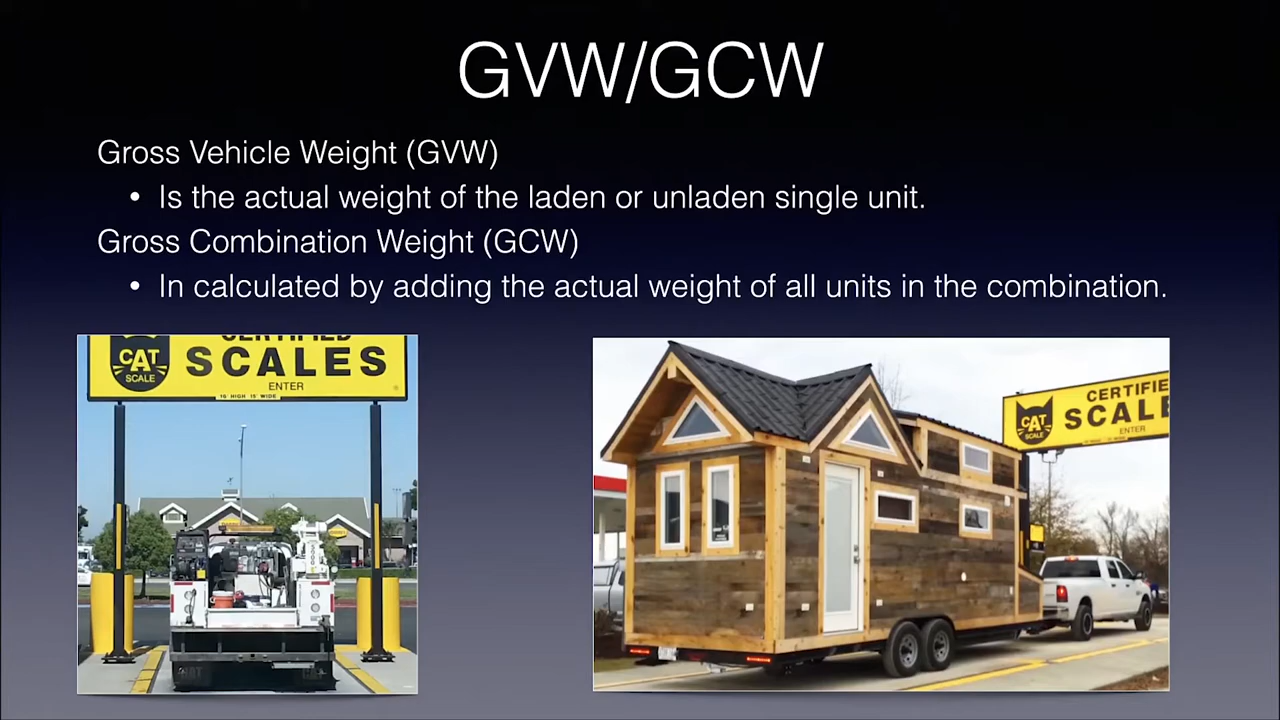 GVW/GCW
Gross Vehicle Weight (GVW)
• Is the actual weight of the laden or unladen single unit.
Gross Combination Weight (GCW)
• In calculated by adding the actual weight of all units in the combination.
CERTIFIED
CAT SCALE
SCALES
ENTER
CERTIFIE
CAT SCALE
SCALE
ENTER